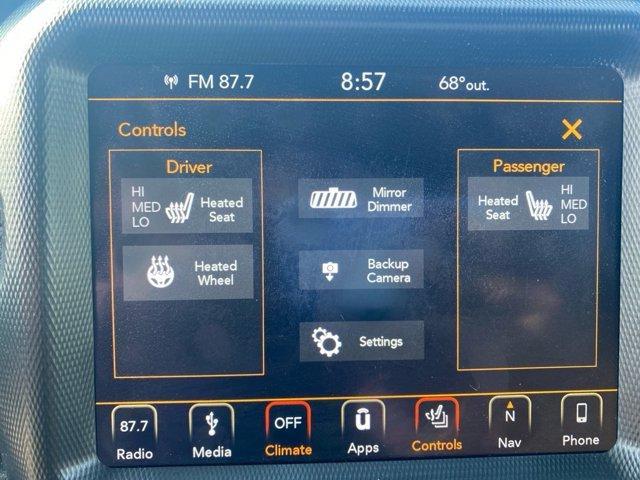 FM 87.7 8:57 68°out.
Controls
Driver
HI
MED
LO
Heated
Seat
Heated
Wheel
Mirror
Dimmer
Backup
Camera
Settings
Passenger
Heated
Seat
HI
MED
LO
87.7
Radio
Media
OFF
Climate
Apps
Controls
N
Nav
Phone